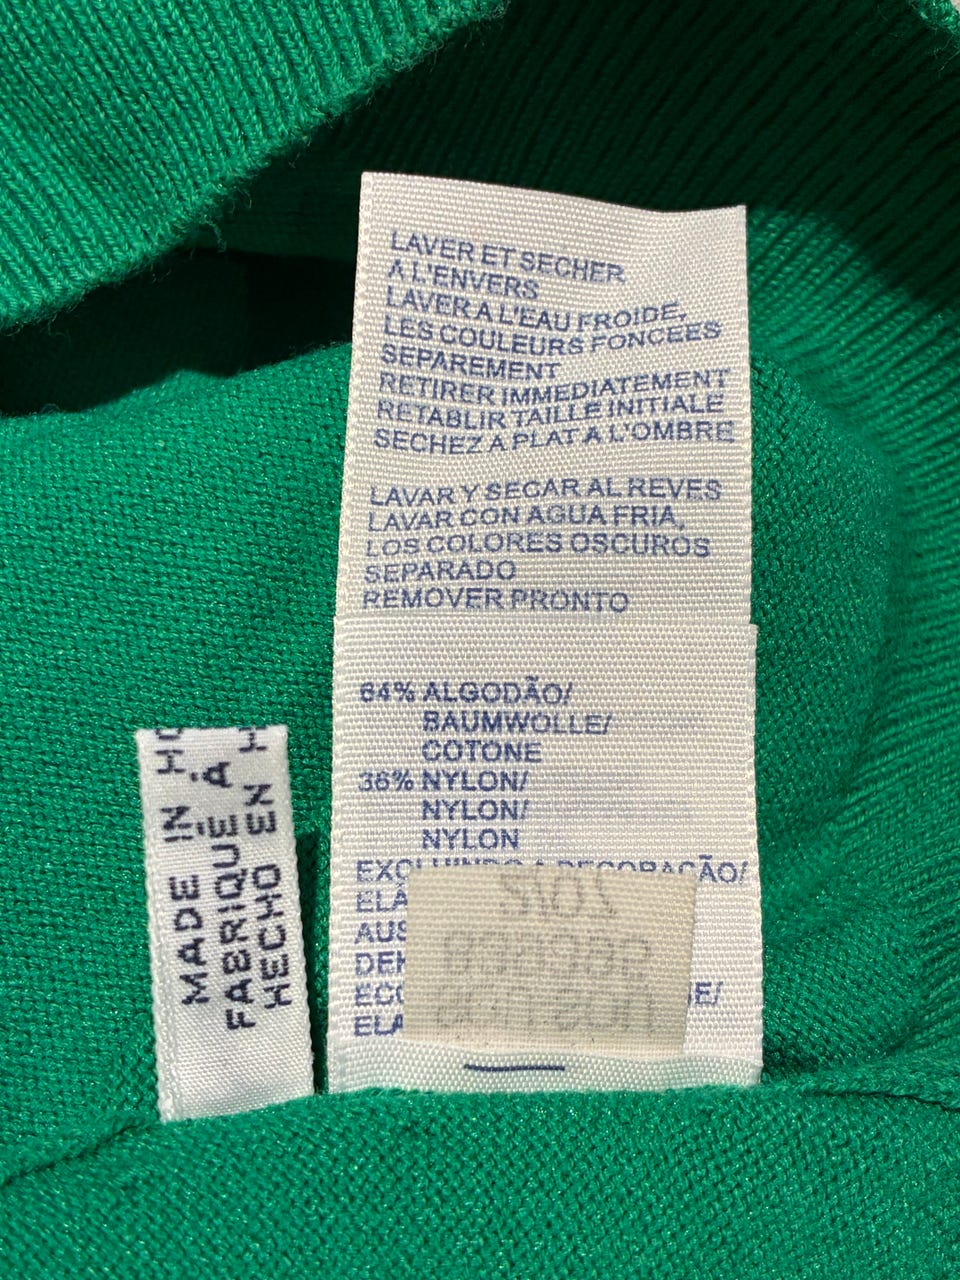 LAVER ET SECHER
A L'ENVERS
LAVER A L'EAU FROIDE,
LES COULEURS FONCEES
SEPAREMENT
RETIRER IMMEDIATEMENT
RETABLIR TAILLE INITIALE
SECHEZ A PLAT A L'OMBRE
LAVAR Y SECAR AL REVES
LAVAR CON AGUA FRIA,
LOS COLORES OSCUROS
SEPARADO
REMOVER PRONTO
64% ALGODÃO/
BAUMWOLLE/
COTONE
36% NYLON/
NYLON/
NYLON
EXCLUINDO A DECORAÇÃO/
MADE IN
FABRIQUÉ À
HECHO EN